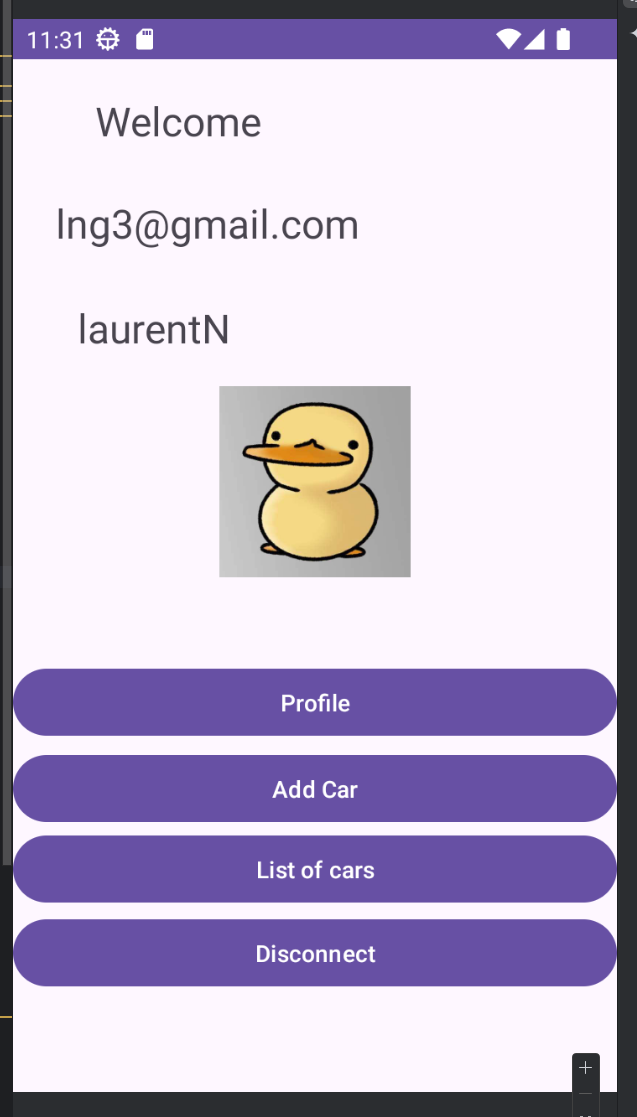 11:31
Welcome
lng3@gmail.com
laurentN
Profile
Add Car
List of cars
Disconnect